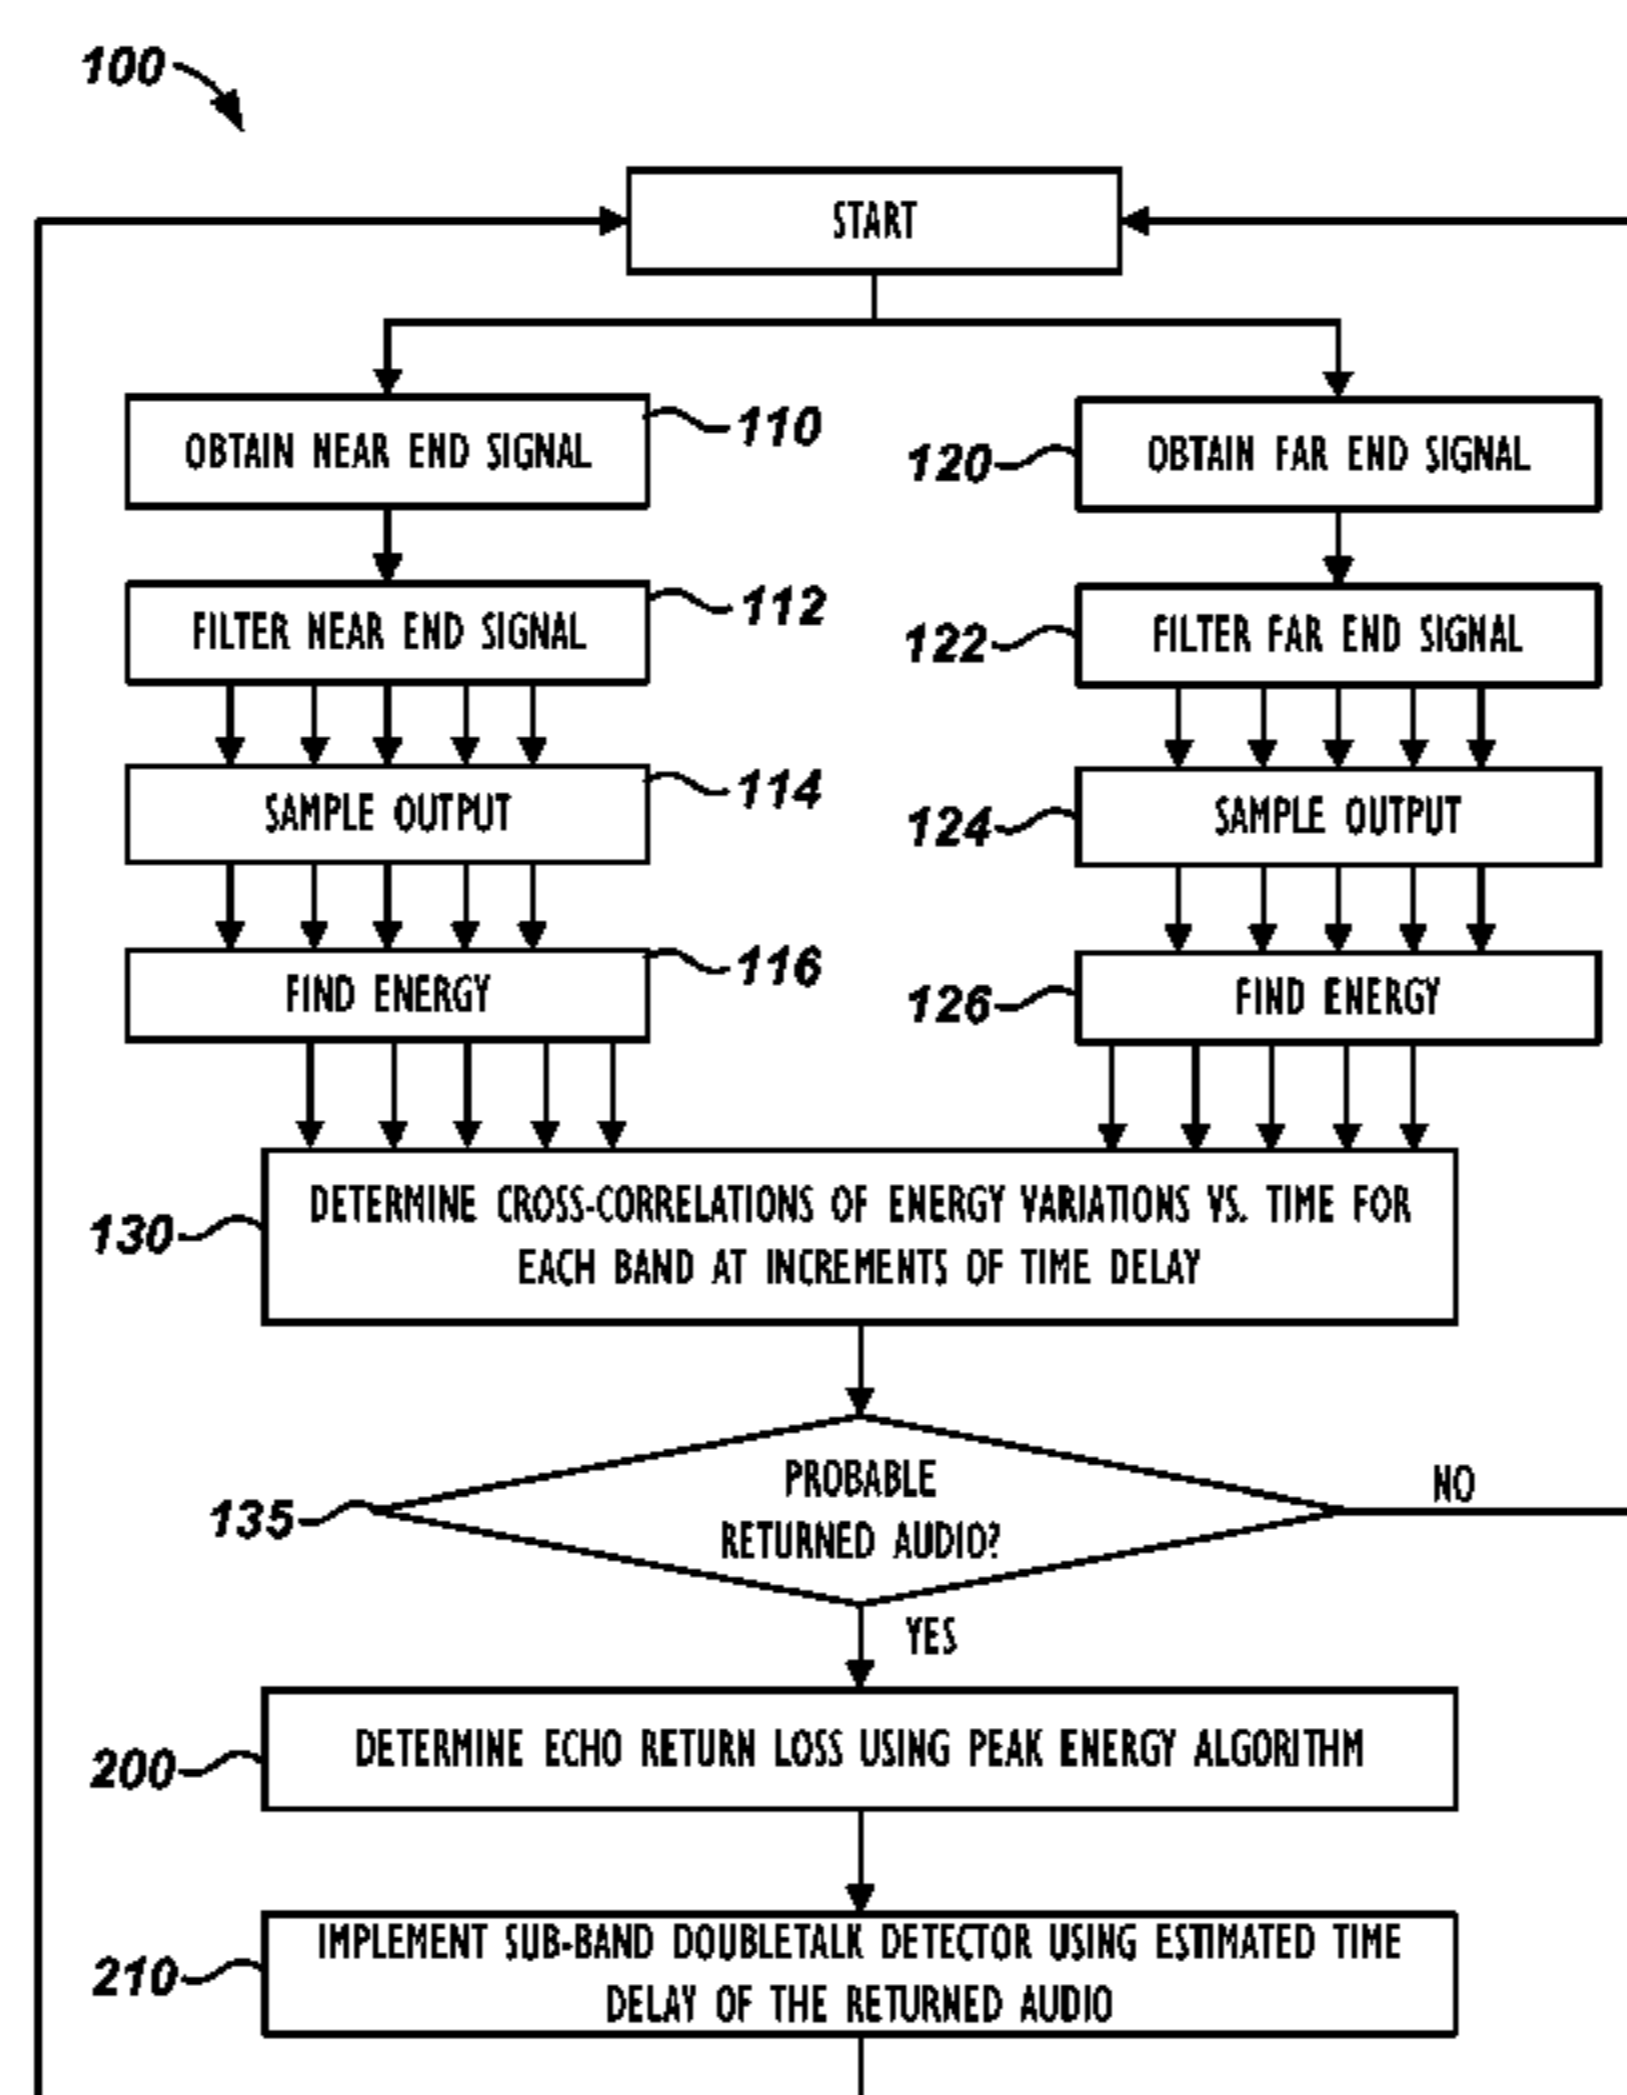 100
START
OBTAIN NEAR END SIGNAL
110
120
OBTAIN FAR END SIGNAL
FILTER NEAR END SIGNAL
112
122
FILTER FAR END SIGNAL
SAMPLE OUTPUT
114
124
SAMPLE OUTPUT
FIND ENERGY
116
126
FIND ENERGY
130
DETERMINE CROSS-CORRELATIONS OF ENERGY VARIATIONS VS. TIME FOR
EACH BAND AT INCREMENTS OF TIME DELAY
135
PROBABLE
RETURNED AUDIO?
NO
YES
200
DETERMINE ECHO RETURN LOSS USING PEAK ENERGY ALGORITHM
210
IMPLEMENT SUB-BAND DOUBLETALK DETECTOR USING ESTIMATED TIME
DELAY OF THE RETURNED AUDIO